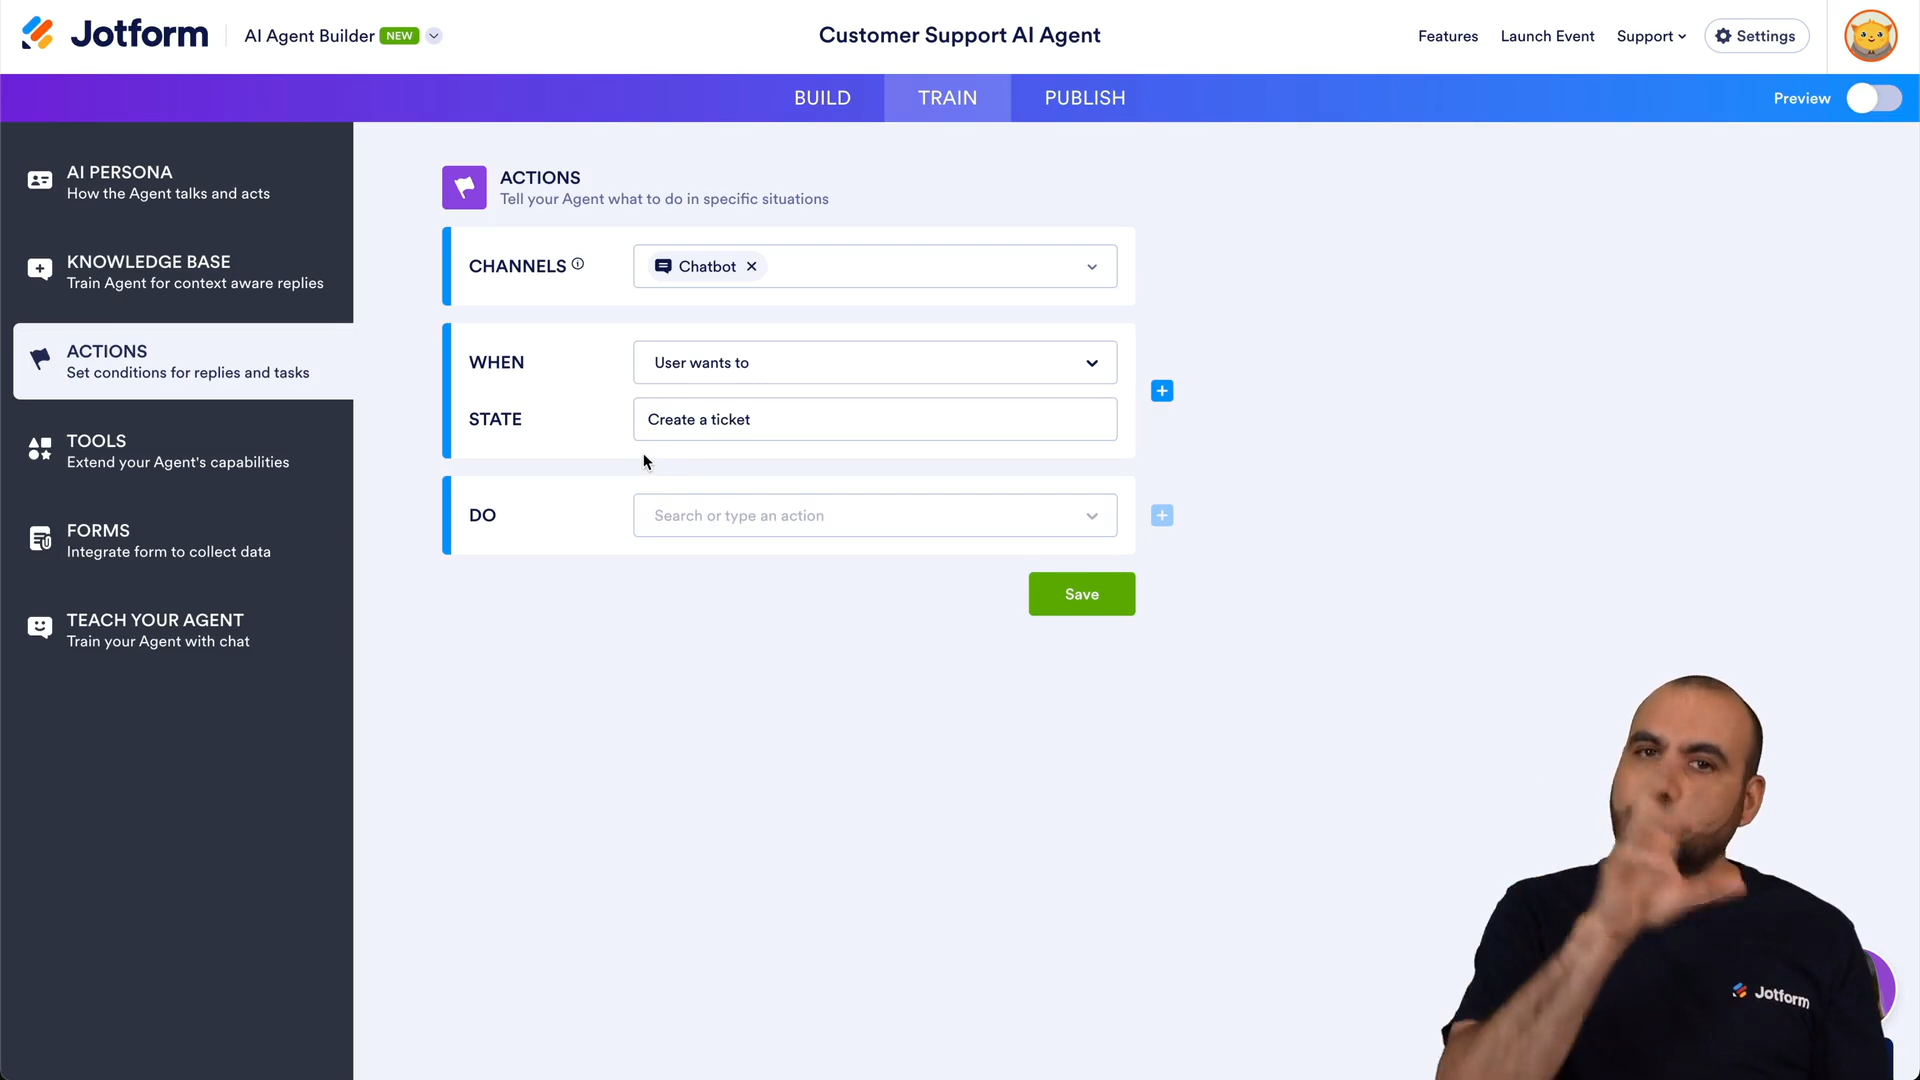 Jotform
AI Agent Builder NEW
Customer Support AI Agent
Features Launch Event Support Settings
BUILD TRAIN PUBLISH
Preview
AI PERSONA
How the Agent talks and acts
KNOWLEDGE BASE
Train Agent for context aware replies
ACTIONS
Set conditions for replies and tasks
TOOLS
Extend your Agent's capabilities
FORMS
Integrate form to collect data
TEACH YOUR AGENT
Train your Agent with chat
ACTIONS
Tell your Agent what to do in specific situations
CHANNELS Chatbot
WHEN User wants to
STATE Create a ticket
DO Search or type an action
Save
Jotform